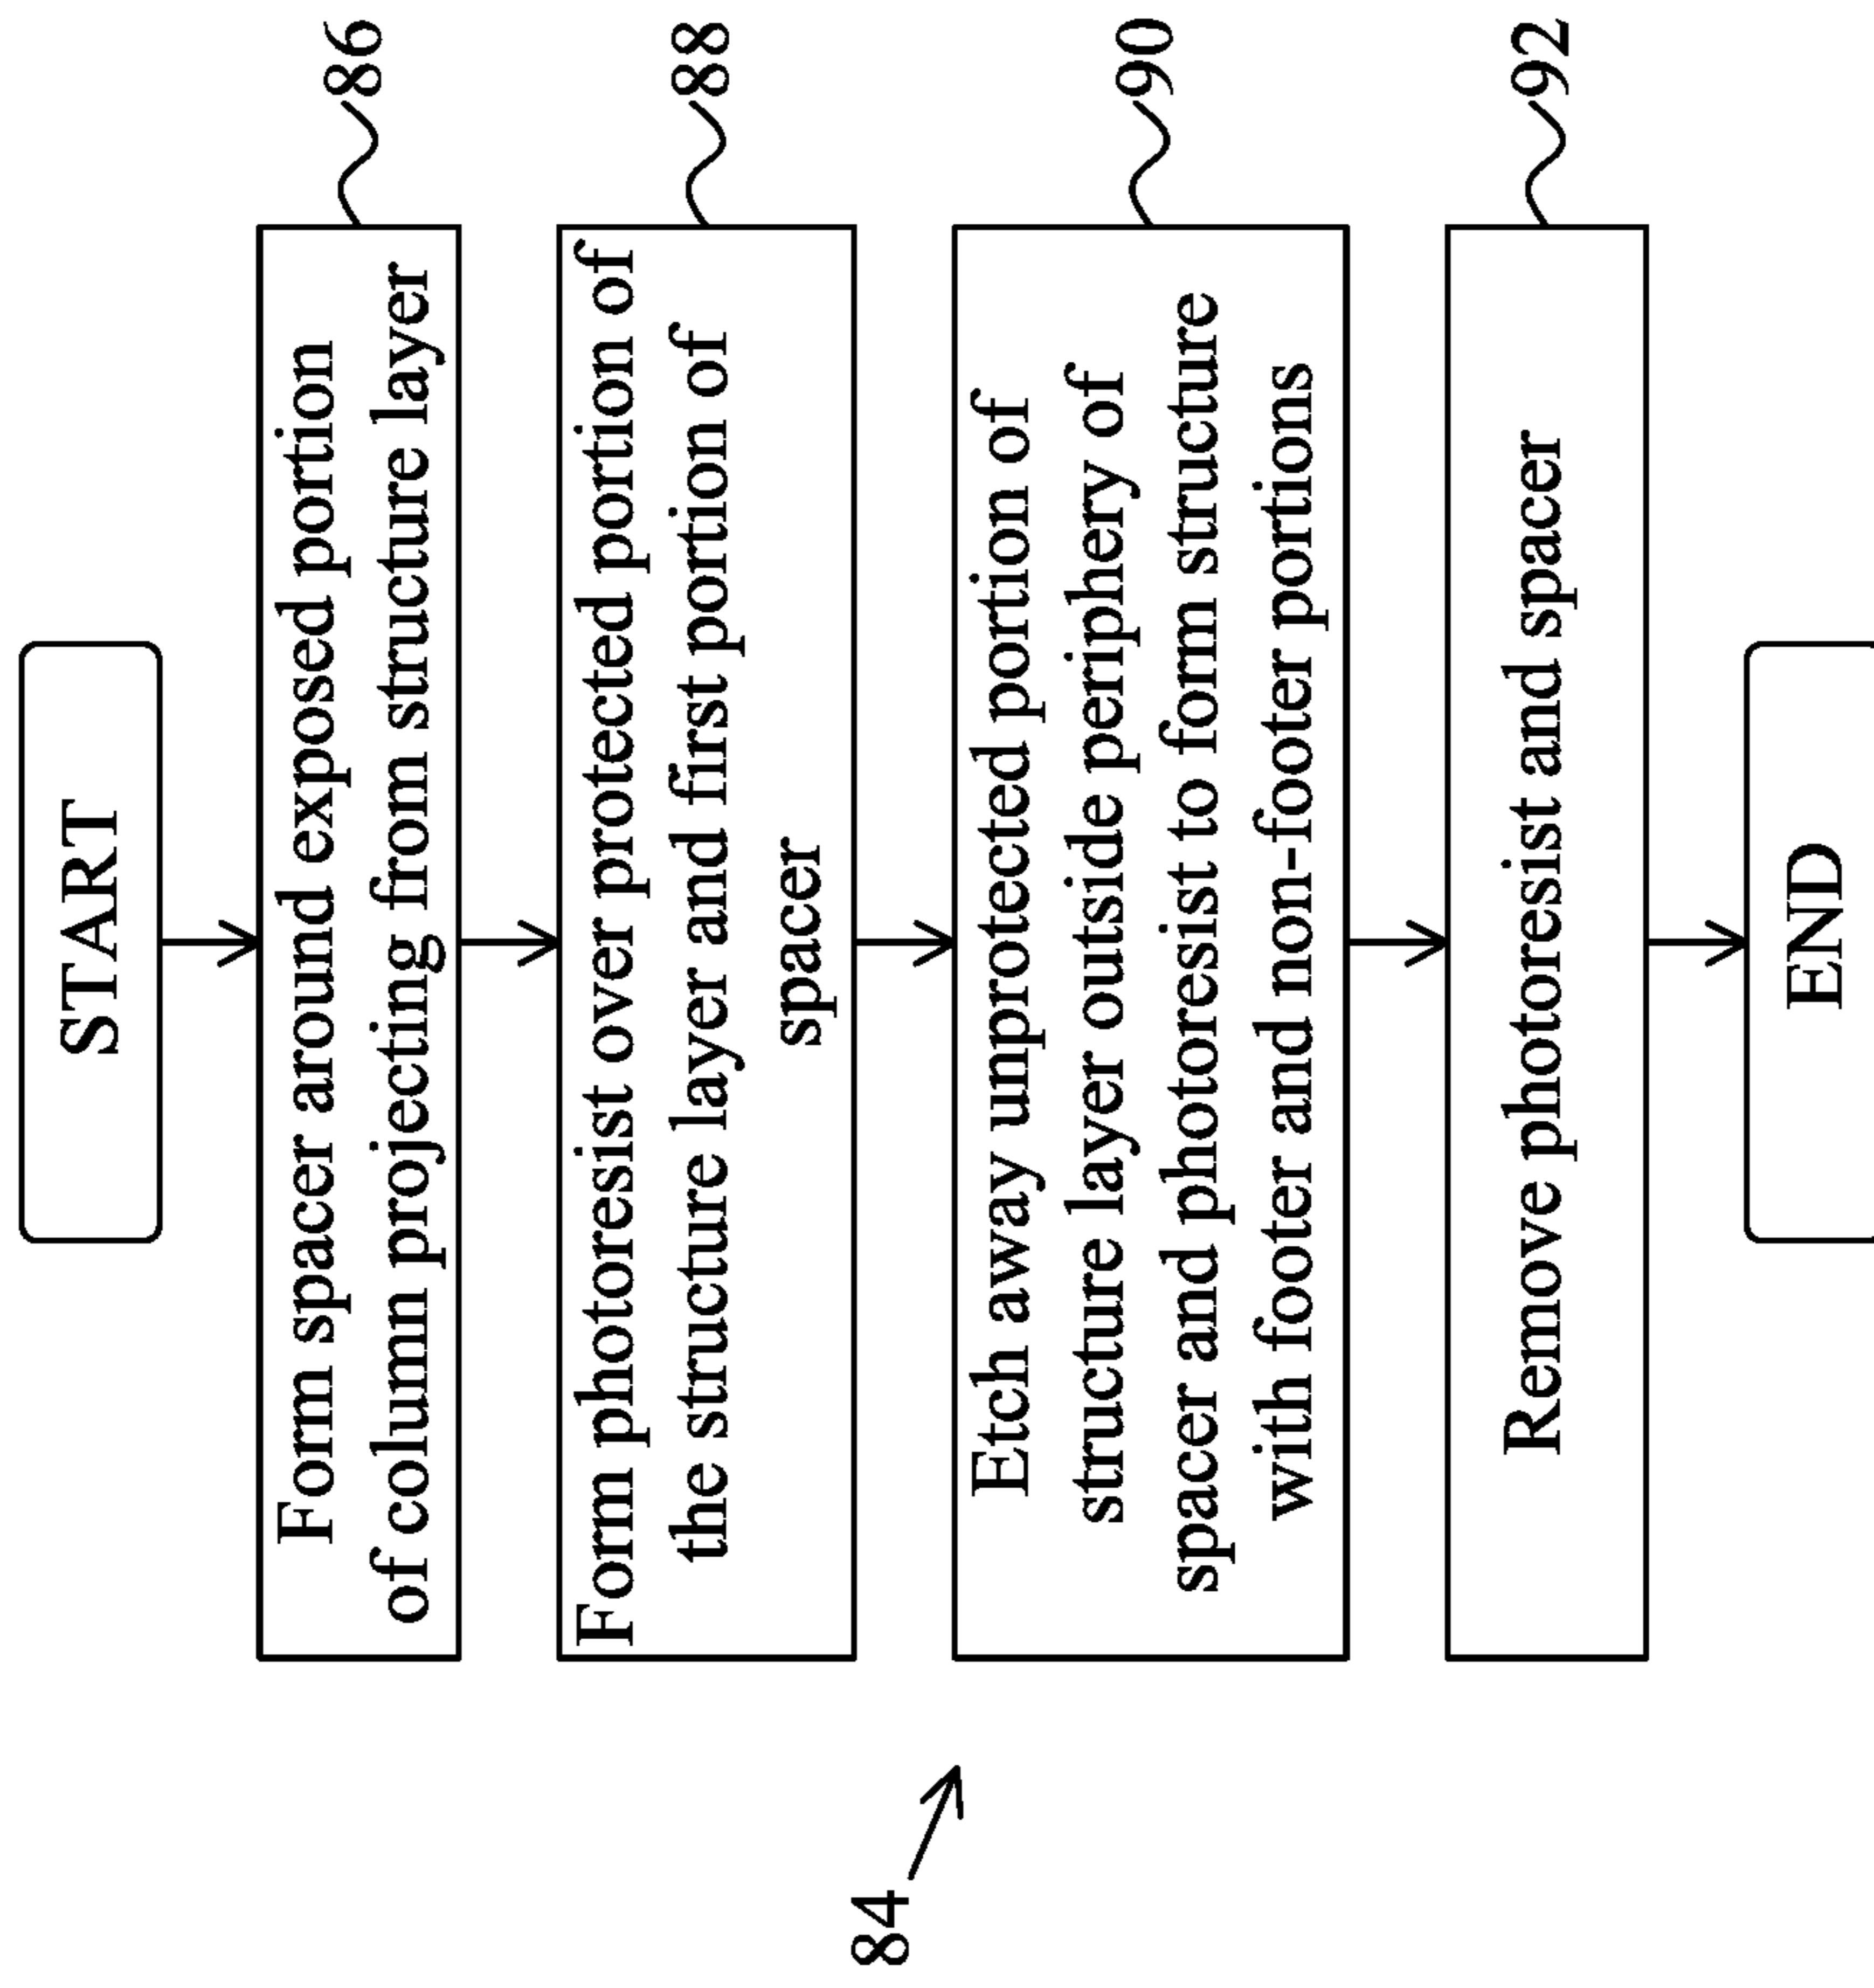 START
Form spacer around exposed portion
of column projecting from structure layer
86
Form photoresist over protected portion of
the structure layer and first portion of
spacer
88
Etch away unprotected portion of
structure layer outside periphery of
spacer and photoresist to form structure
with footer and non-footer portions
90
Remove photoresist and spacer
92
END
84